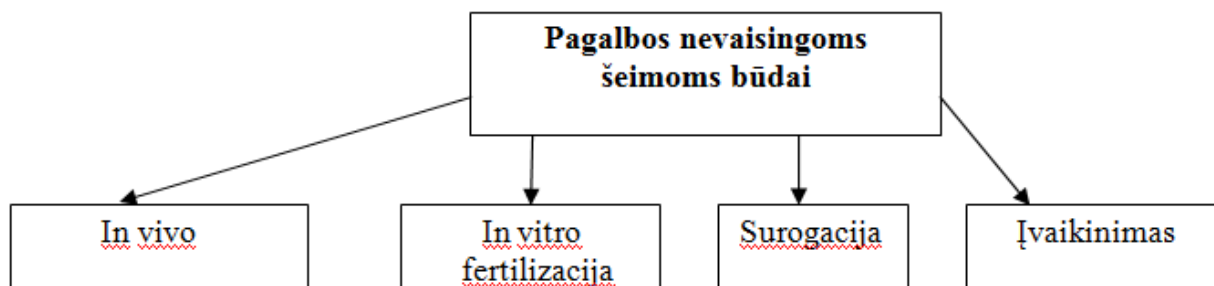 Pagalbos nevaisingoms
šeimoms būdai
In vivo
In vitro
fertilizacija
Surogacija
Įvaikinimas